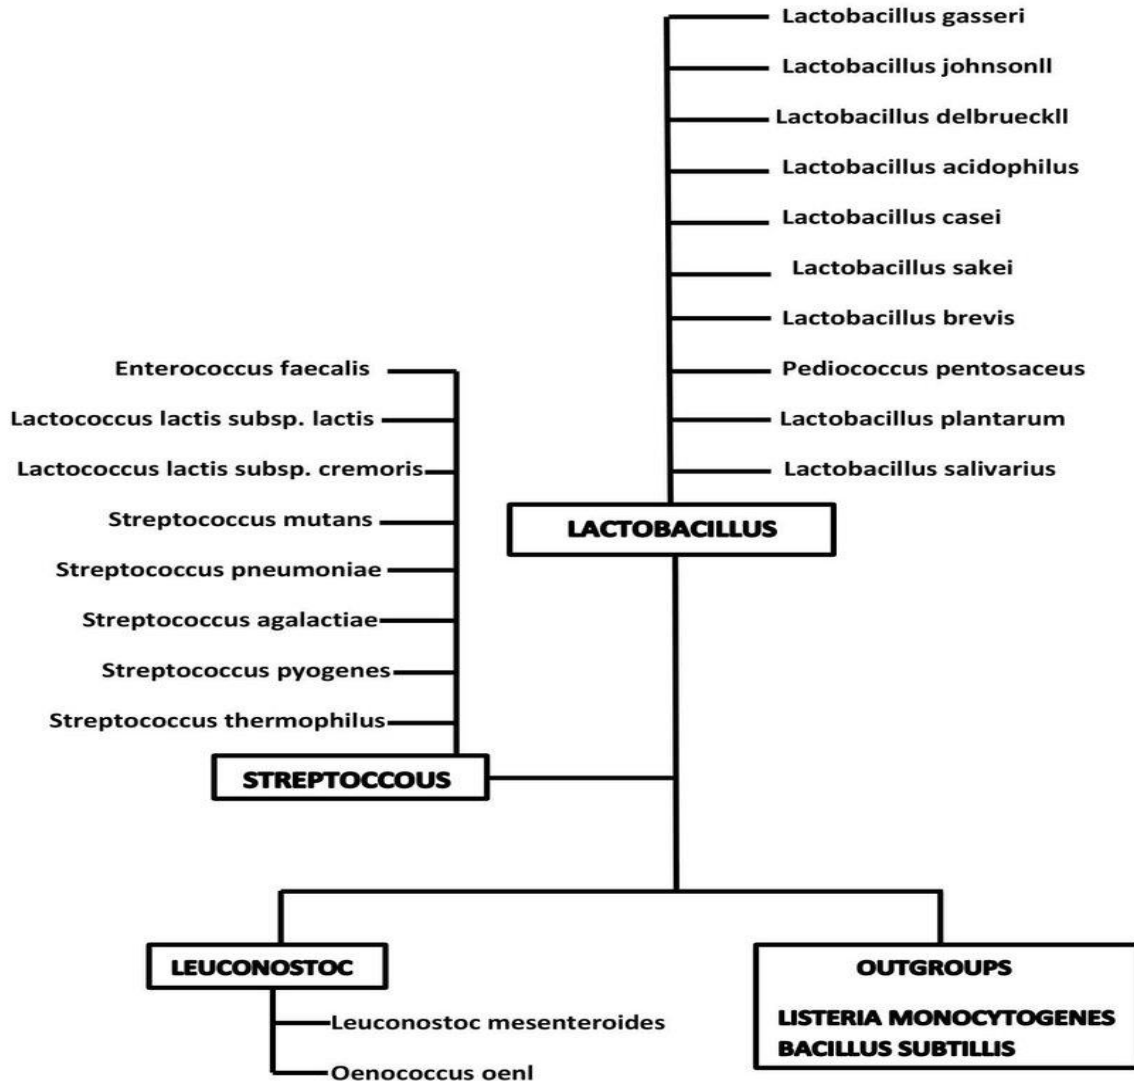 Lactobacillus gasseri
Lactobacillus johnsonll
Lactobacillus delbrueckll
Lactobacillus acidophilus
Lactobacillus casei
Lactobacillus sakei
Lactobacillus brevis
Pediococcus pentosaceus
Lactobacillus plantarum
Lactobacillus salivarius
LACTOBACILLUS
Enterococcus faecalis
Lactococcus lactis subsp. lactis
Lactococcus lactis subsp. cremoris
Streptococcus mutans
Streptococcus pneumoniae
Streptococcus agalactiae
Streptococcus pyogenes
Streptococcus thermophilus
STREPTOCCOUS
LEUCONOSTOC
Leuconostoc mesenteroides
Oenococcus oenl
OUTGROUPS
LISTERIA MONOCYTOGENES
BACILLUS SUBTILLIS